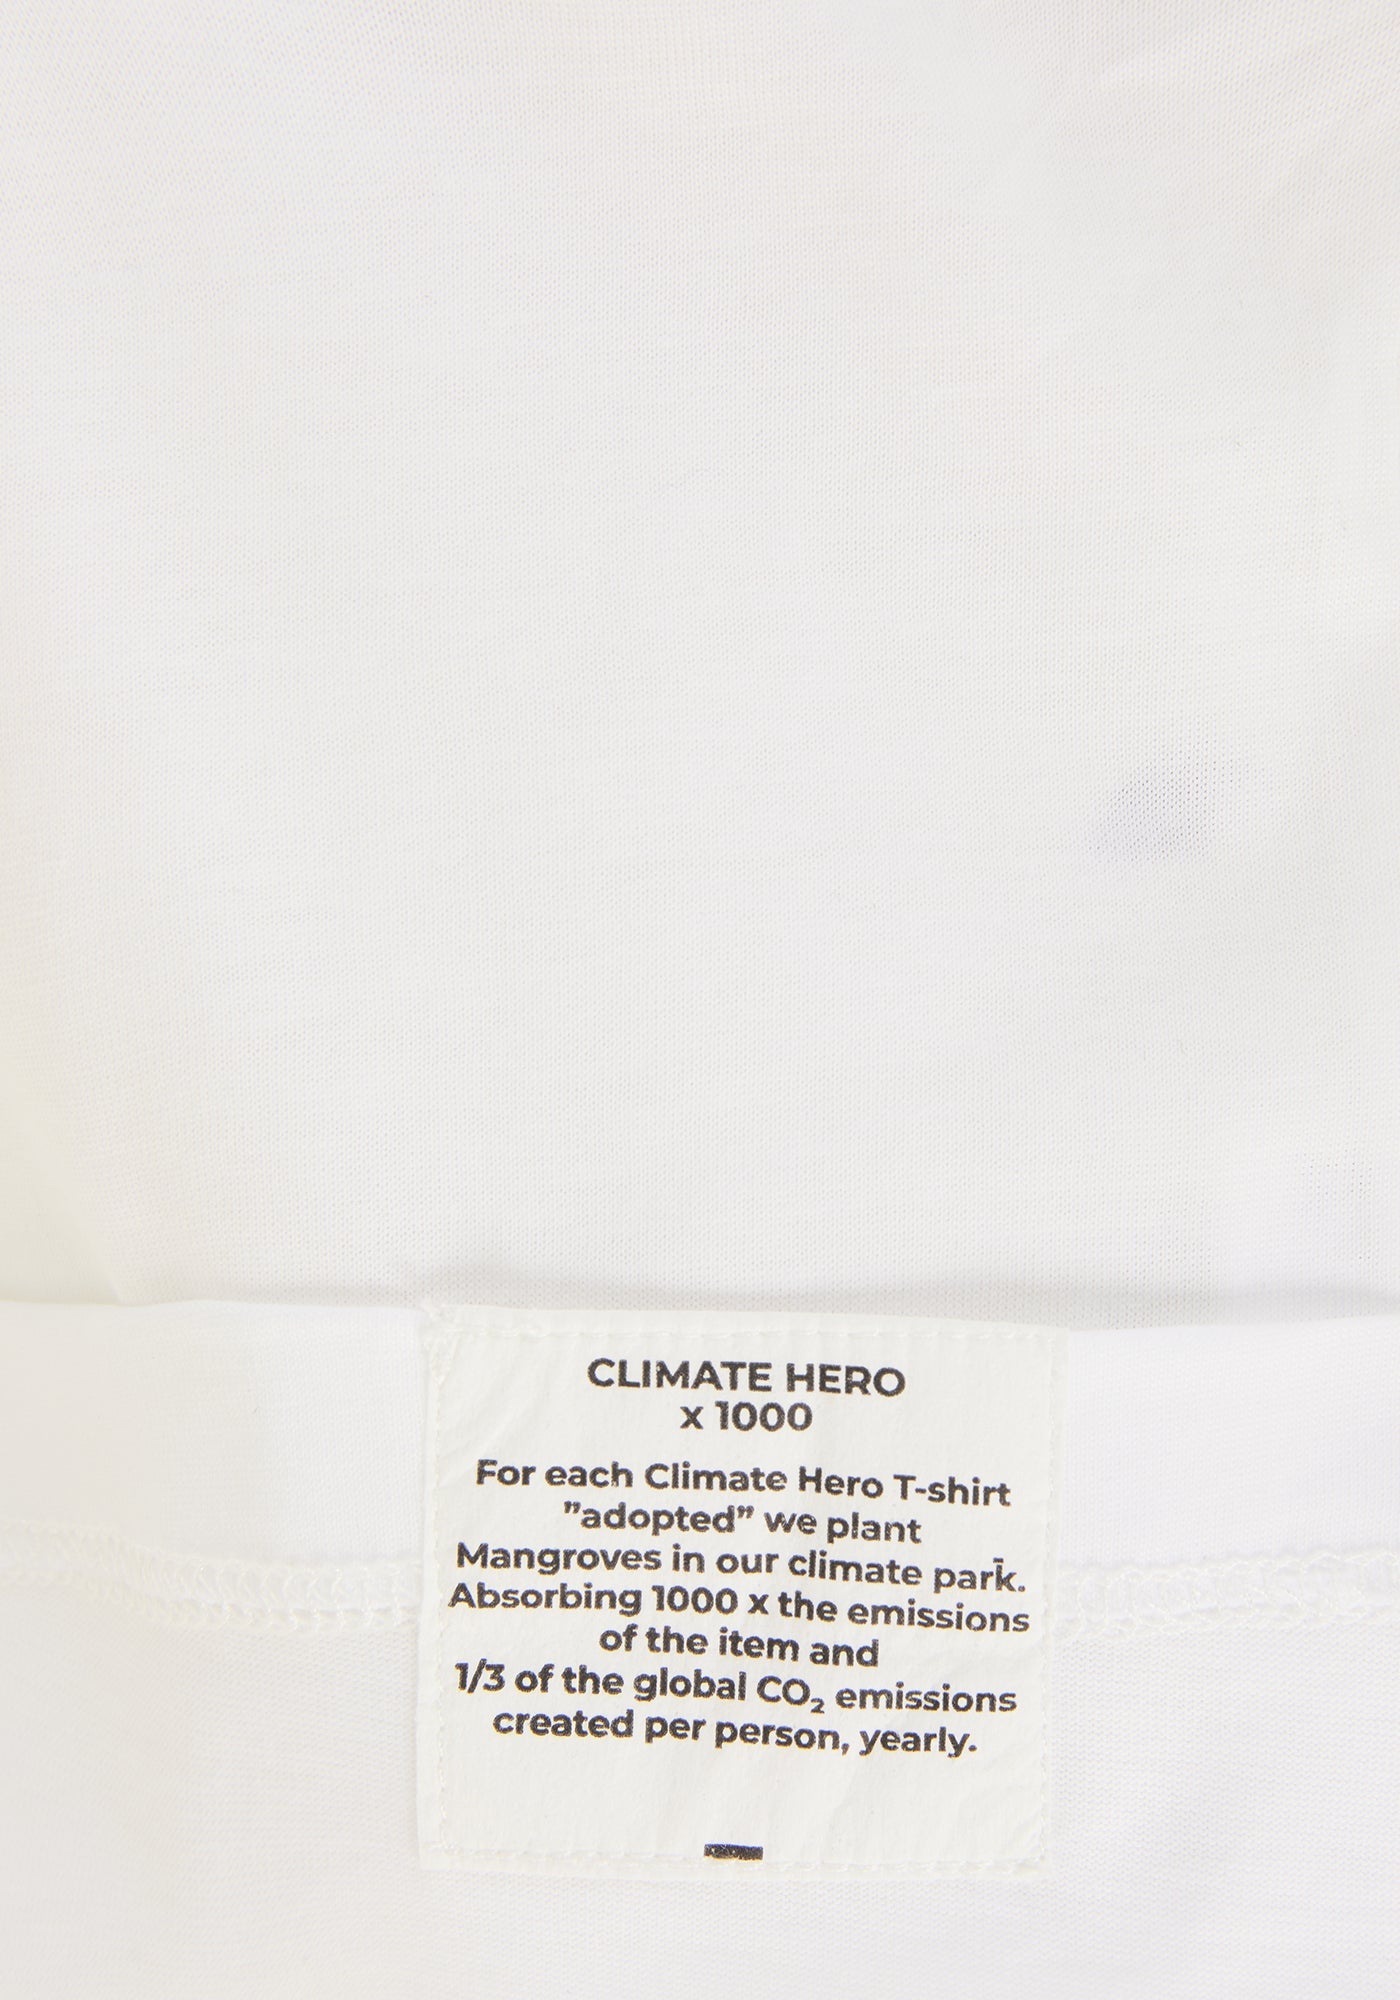 CLIMATE HERO
x 1000
For each Climate Hero T-shirt
”adopted” we plant
Mangroves in our climate park.
Absorbing 1000 x the emissions
of the item and
1/3 of the global CO₂ emissions
created per person, yearly.